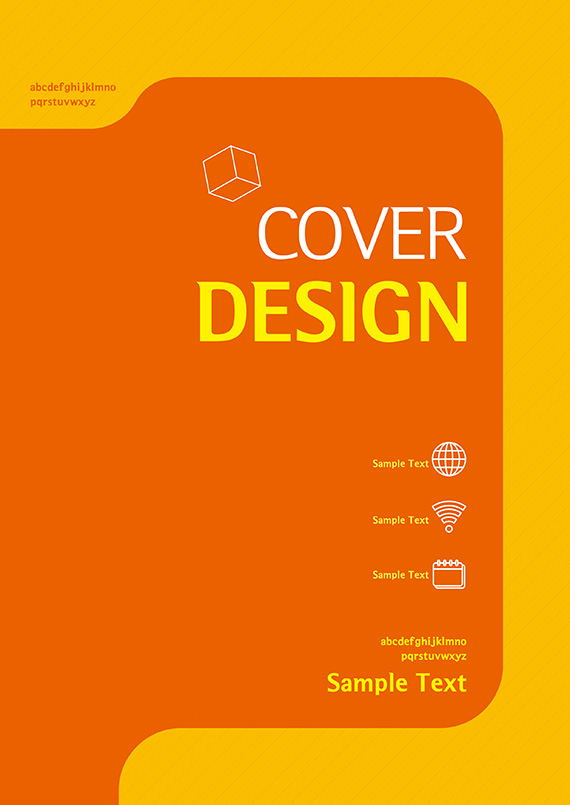 abcdefghijklmno
pqrstuvwxyz
COVER
DESIGN
Sample Text
Sample Text
Sample Text
abcdefghijklmno
pqrstuvwxyz
Sample Text